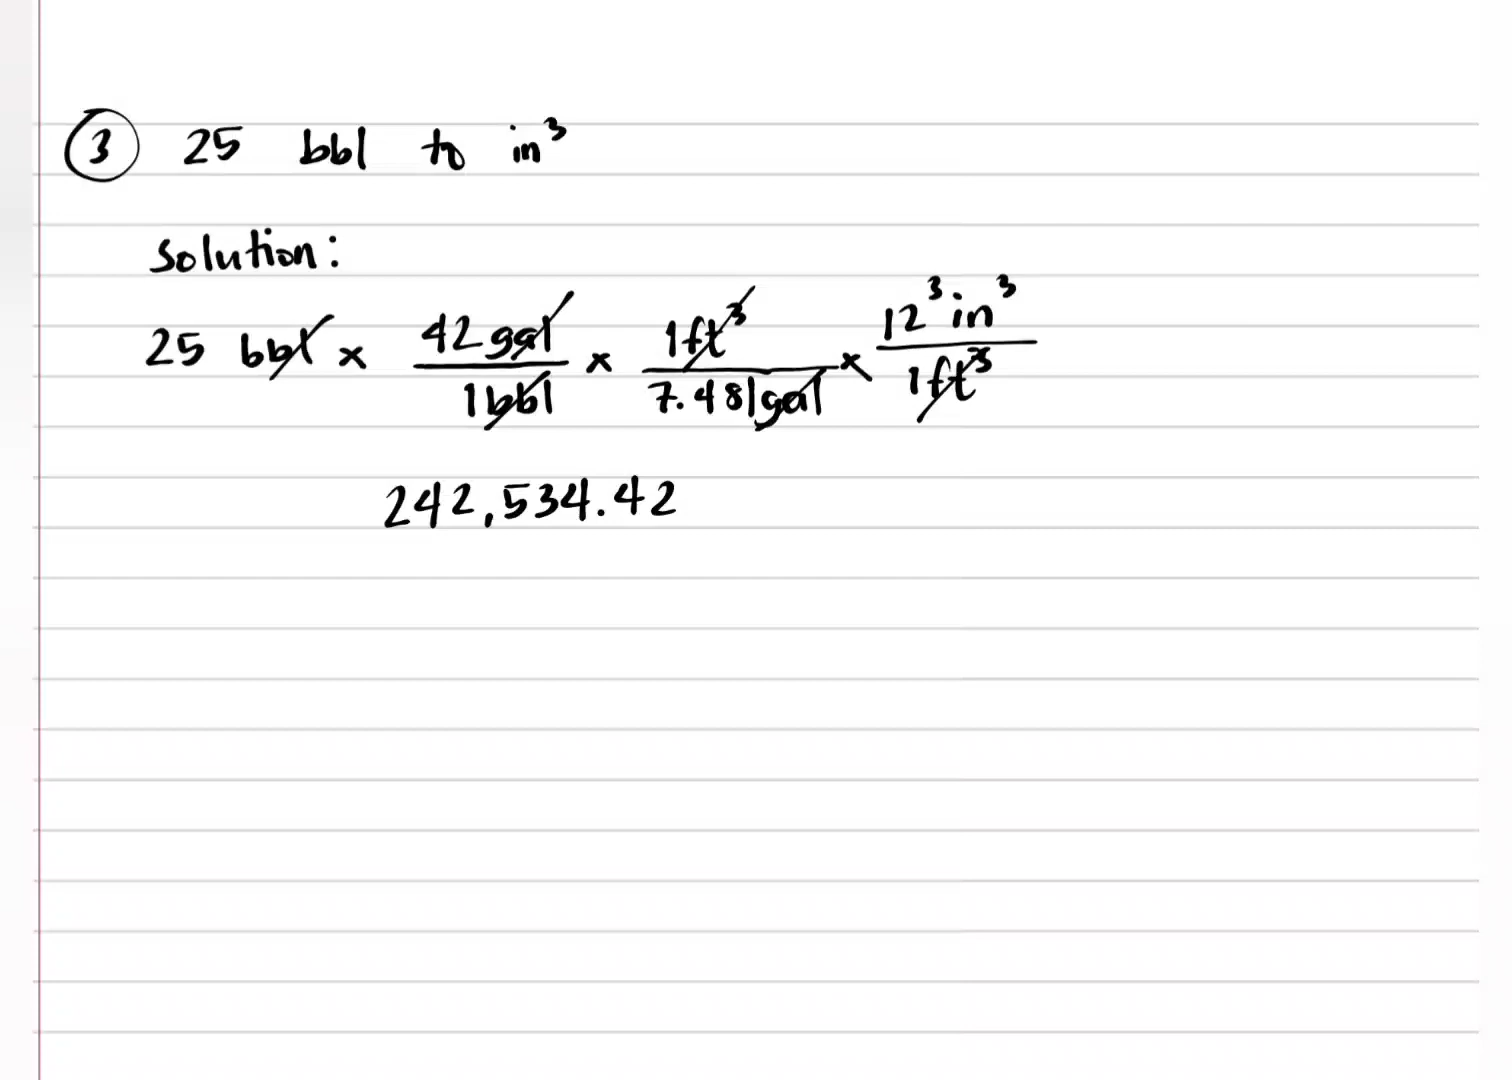 3 25 bbl to in³
Solution:
25 bbl x 42 gal / 1 bbl x 1 ft³ / 7.481 gal x 12³ in³ / 1 ft³
242,534.42